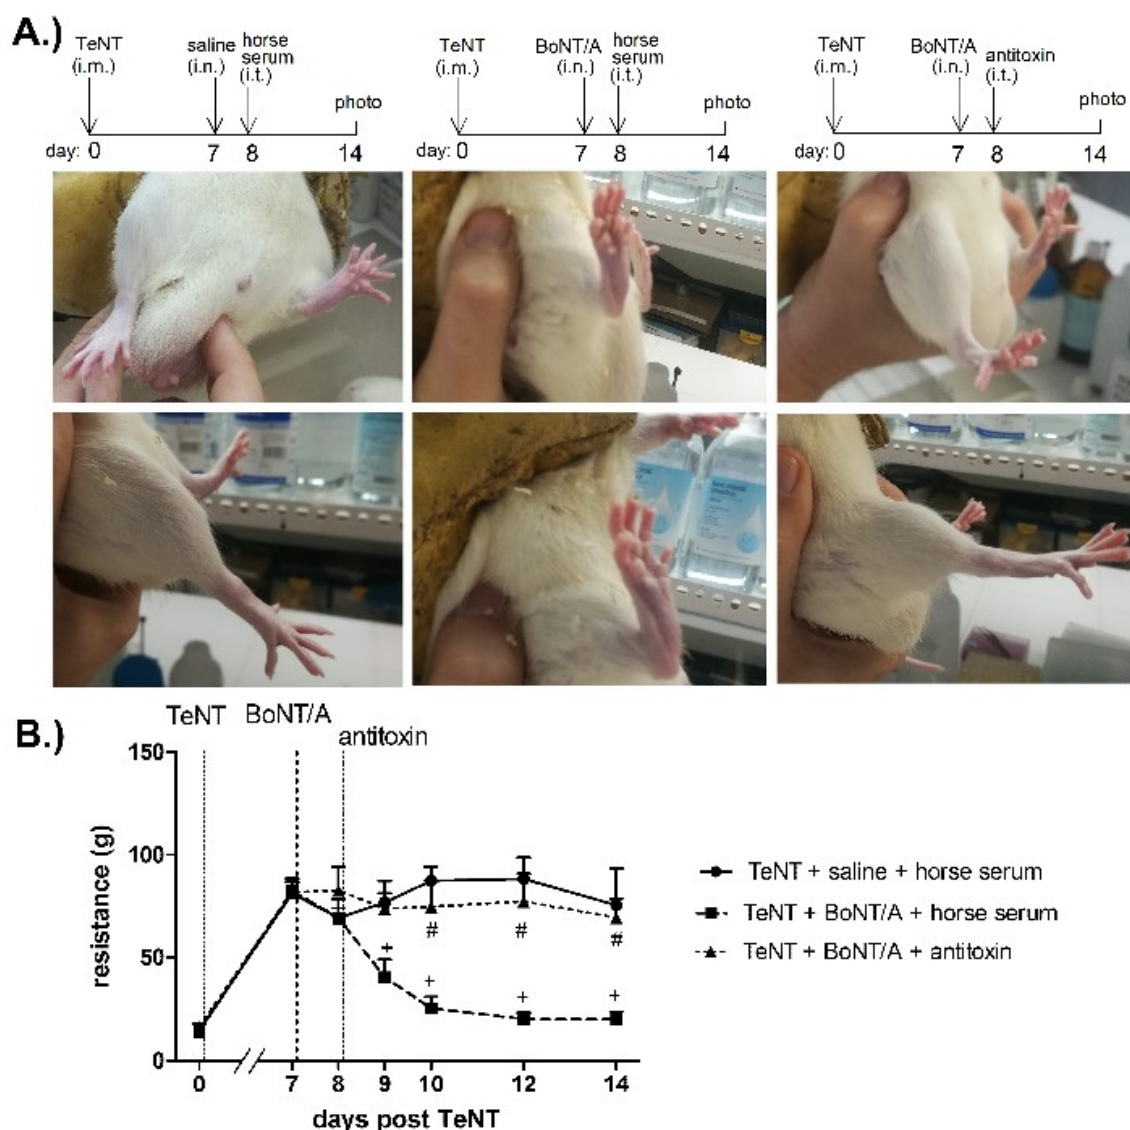 A.)
TeNT
(i.m.)
saline
(i.n.)
horse
serum
(i.t.)
photo
day: 0 7 8 14
TeNT
(i.m.)
BoNT/A
(i.n.)
horse
serum
(i.t.)
photo
day: 0 7 8 14
TeNT
(i.m.)
BoNT/A
(i.n.)
antitoxin
(i.t.)
photo
day: 0 7 8 14
B.)
TeNT BoNT/A
antitoxin
150
100
50
0
resistance (g)
# # #
+ + + +
0 7 8 9 10 12 14
days post TeNT
TeNT + saline + horse serum
TeNT + BoNT/A + horse serum
TeNT + BoNT/A + antitoxin